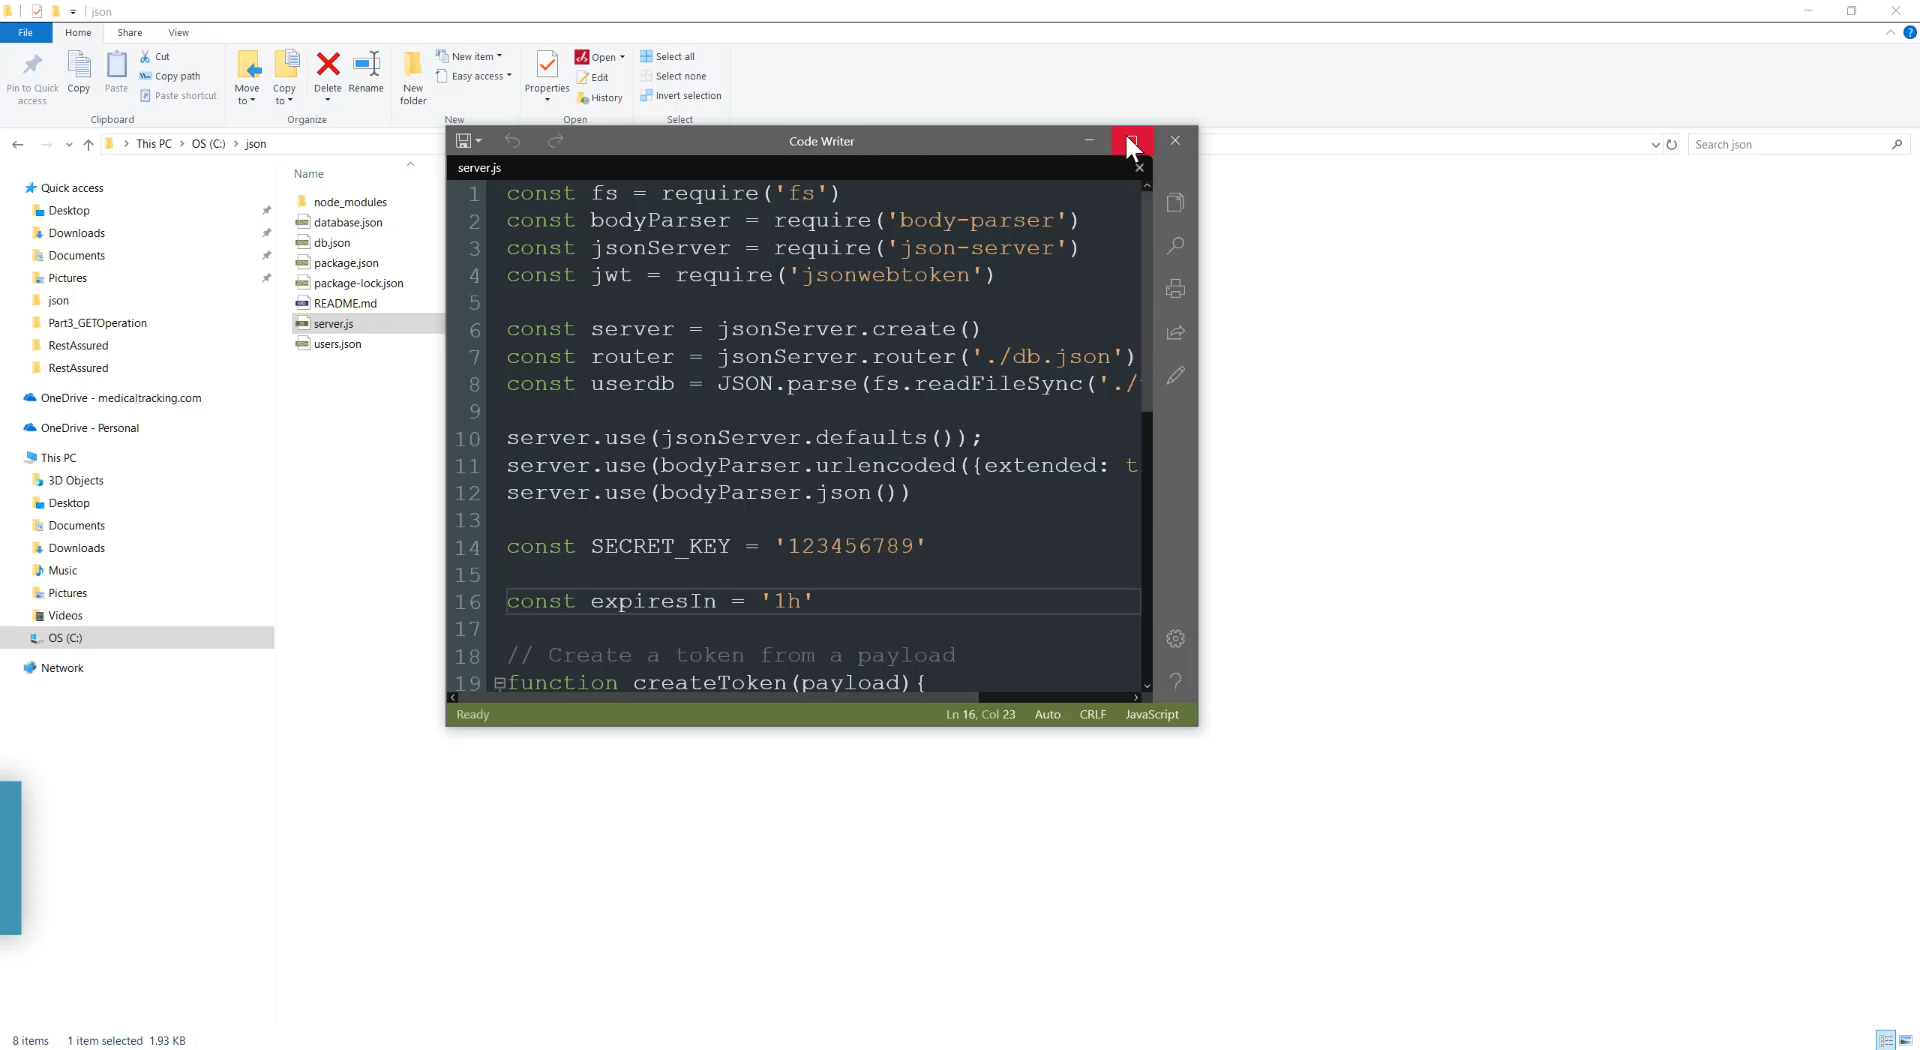 json
File Home Share View
Pin to Quick access
Copy
Paste
Cut
Copy path
Paste shortcut
Clipboard
Move to
Copy to
Delete
Rename
Organize
New folder
New item
Easy access
New
Properties
Open
Edit
History
Open
Select all
Select none
Invert selection
Select
This PC > OS (C:) > json
Search json
Quick access
Desktop
Downloads
Documents
Pictures
json
Part3_GETOperation
RestAssured
RestAssured
OneDrive - medicaltracking.com
OneDrive - Personal
This PC
3D Objects
Desktop
Documents
Downloads
Music
Pictures
Videos
OS (C:)
Network
Name
node_modules
database.json
db.json
package.json
package-lock.json
README.md
server.js
users.json
Code Writer
server.js
1 const fs = require('fs')
2 const bodyParser = require('body-parser')
3 const jsonServer = require('json-server')
4 const jwt = require('jsonwebtoken')
5
6 const server = jsonServer.create()
7 const router = jsonServer.router('./db.json')
8 const userdb = JSON.parse(fs.readFileSync('./
9
10 server.use(jsonServer.defaults());
11 server.use(bodyParser.urlencoded({extended: t
12 server.use(bodyParser.json())
13
14 const SECRET_KEY = '123456789'
15
16 const expiresIn = '1h'
17
18 // Create a token from a payload
19 function createToken(payload){
Ready Ln 16, Col 23 Auto CRLF JavaScript
8 items 1 item selected 1.93 KB